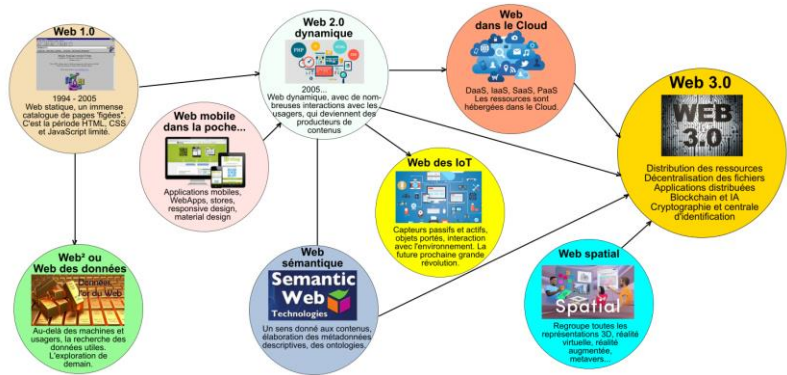 Web 1.0
1994 - 2005
Web statique, un immense
catalogue de pages "figées".
C'est la période HTML, CSS
et JavaScript limité.
Web 2.0
dynamique
PHP
2005...
Web dynamique, avec de nom-
breuses interactions avec les
usagers, qui deviennent des
producteurs de
contenus
Web
dans le Cloud
DaaS, IaaS, SaaS, PaaS
Les ressources sont
hébergées dans le Cloud.
Web 3.0
WEB
3.0
Distribution des ressources
Décentralisation des fichiers
Applications distribuées
Blockchain et IA
Cryptographie et centrale
d'identification
Web mobile
dans la poche...
Applications mobiles,
WebApps, stores,
responsive design,
material design
Web des IoT
Capteurs passifs et actifs,
objets portés, interaction
avec l'environnement. La
future prochaine grande
révolution.
Web² ou
Web des données
Données,
l'or du Web
Au-delà des machines et
usagers, la recherche des
données utiles.
L'exploration de
demain.
Web
sémantique
Semantic
Web
Technologies
Un sens donné aux contenus,
élaboration des métadonnées
descriptives, des ontologies.
Web spatial
Spatial
Regroupe toutes les
représentations 3D, réalité
virtuelle, réalité
augmentée,
metavers...